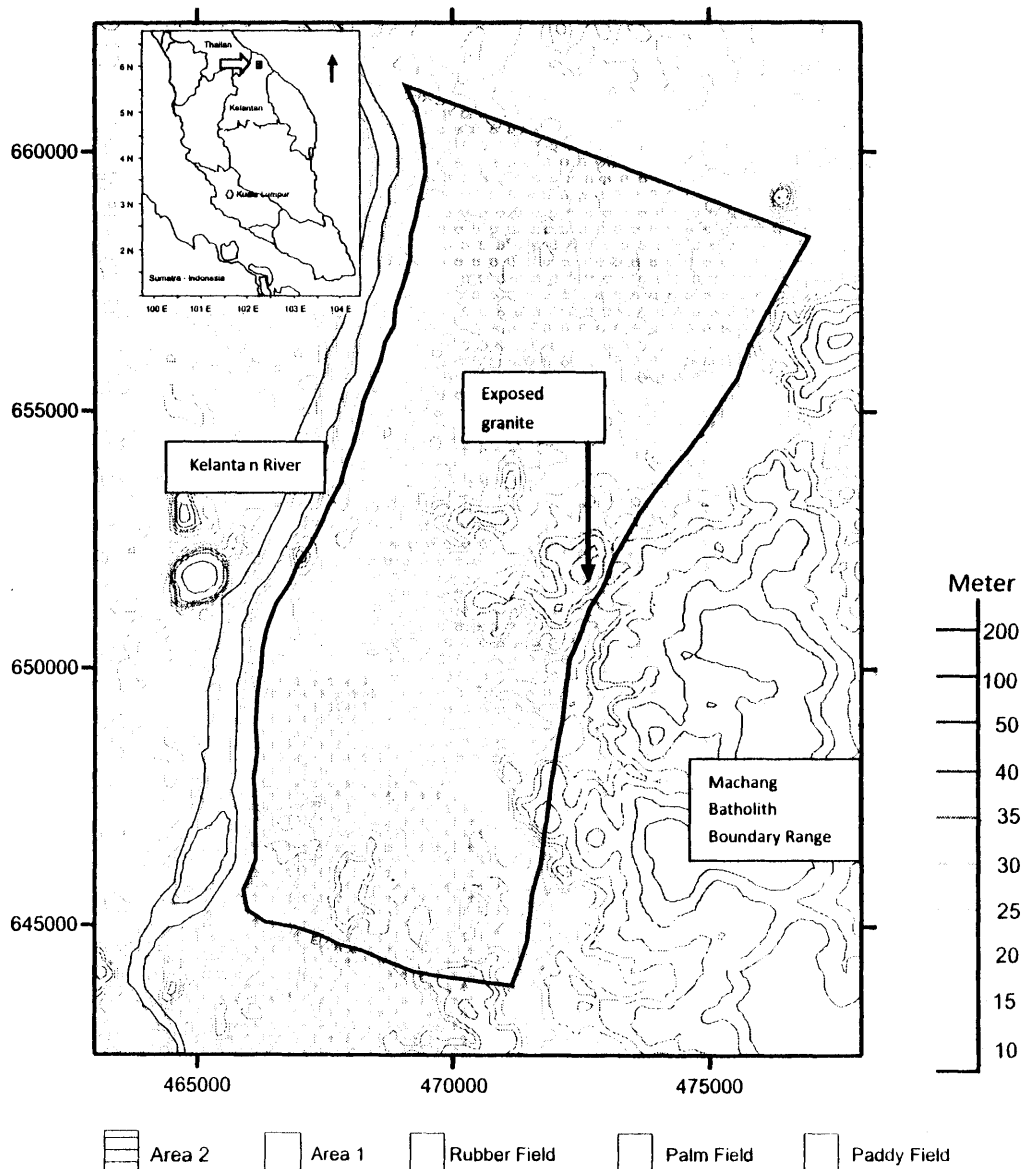 Thailan
6 N
5 N
Kelantan
4 N
Kuala Lumpur
3 N
2 N
Sumatra - Indonesia
100 E 101 E 102 E 103 E 104 E
660000
655000
650000
645000
Exposed
granite
Kelantan River
Machang
Batholith
Boundary Range
Meter
200
100
50
40
35
30
25
20
15
10
465000 470000 475000
Area 2 Area 1 Rubber Field Palm Field Paddy Field